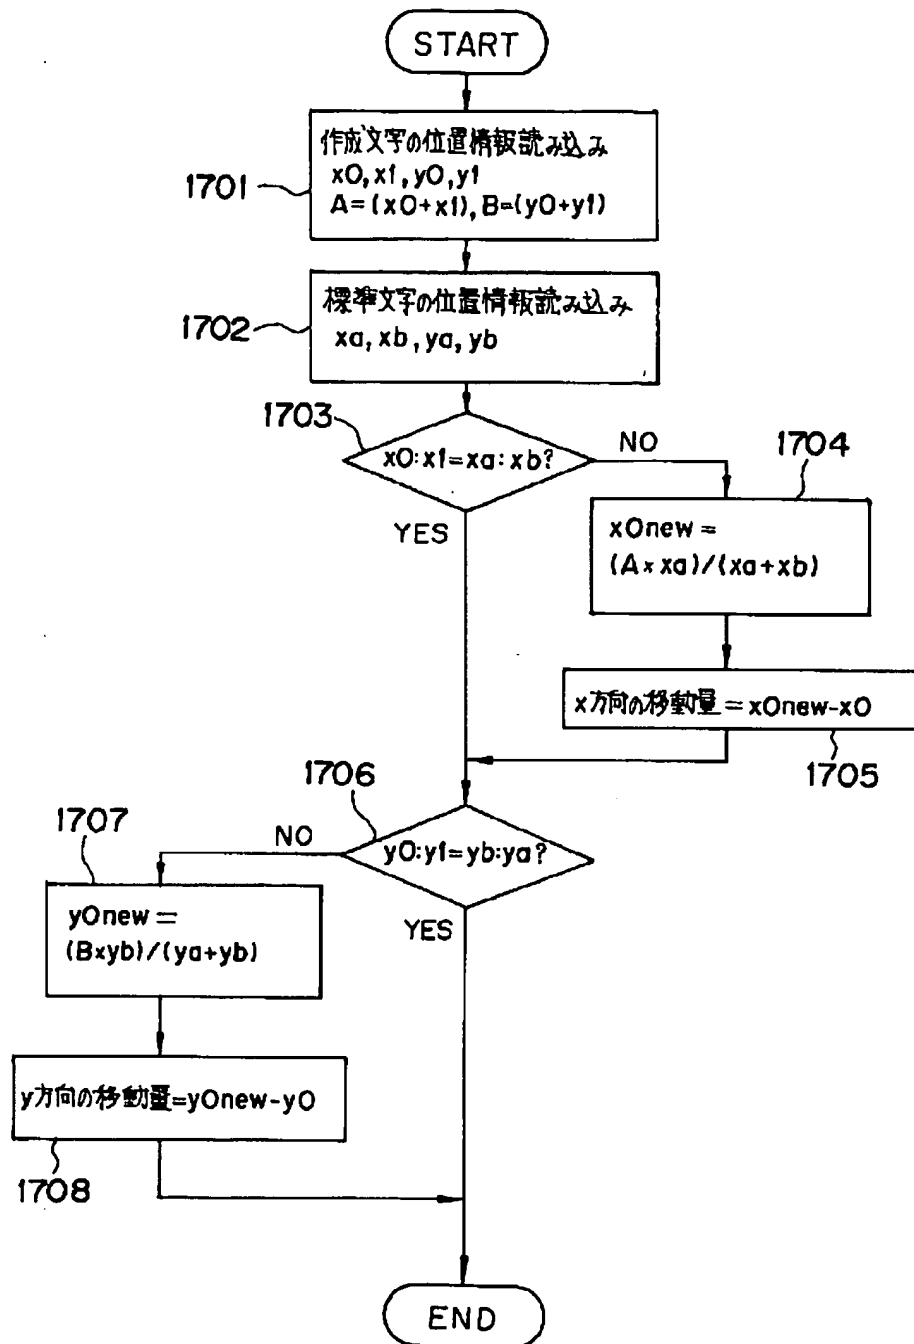 START
1701
作成文字の位置情報読み込み
x0, x1, y0, y1
A=(x0+x1), B=(y0+y1)
1702
標準文字の位置情報読み込み
xa, xb, ya, yb
1703
x0:x1=xa:xb?
NO
YES
1704
x0new=
(A×xa)/(xa+xb)
x方向の移動量=x0new-x0
1705
1706
y0:y1=yb:ya?
NO
YES
1707
y0new=
(B×yb)/(ya+yb)
y方向の移動量=y0new-y0
1708
END